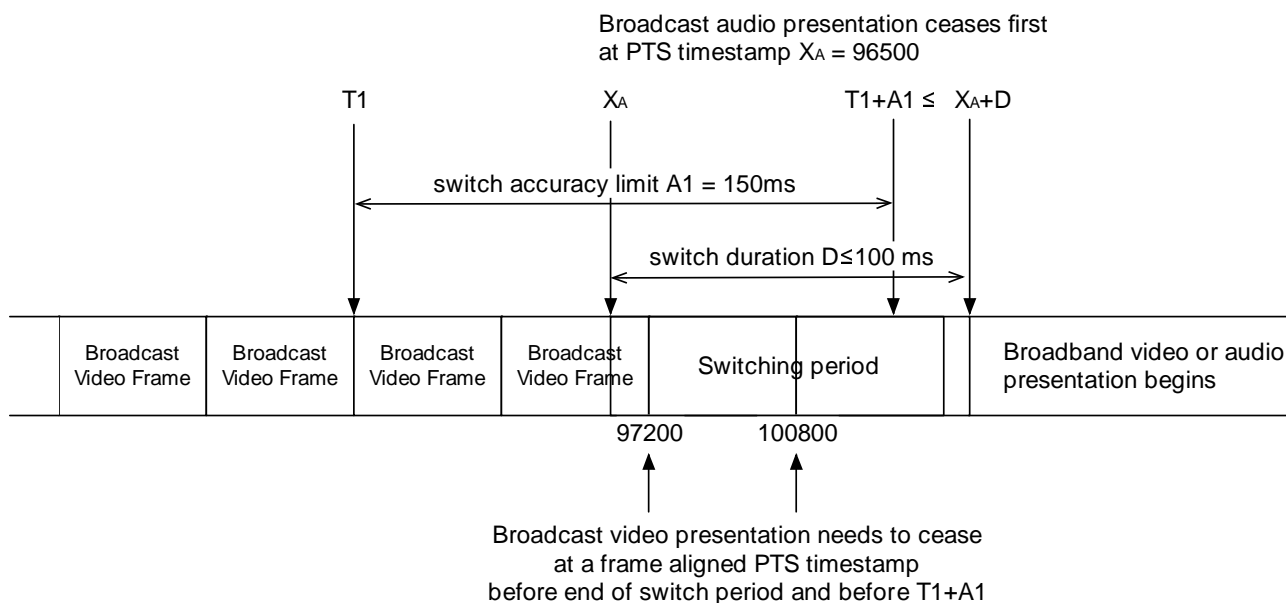 Broadcast audio presentation ceases first
at PTS timestamp XA = 96500
T1 XA T1+A1 ≤ XA+D
switch accuracy limit A1 = 150ms
switch duration D≤100 ms
Broadcast
Video Frame
Broadcast
Video Frame
Broadcast
Video Frame
Broadcast
Video Frame
Switching period
Broadband video or audio
presentation begins
97200 100800
Broadcast video presentation needs to cease
at a frame aligned PTS timestamp
before end of switch period and before T1+A1